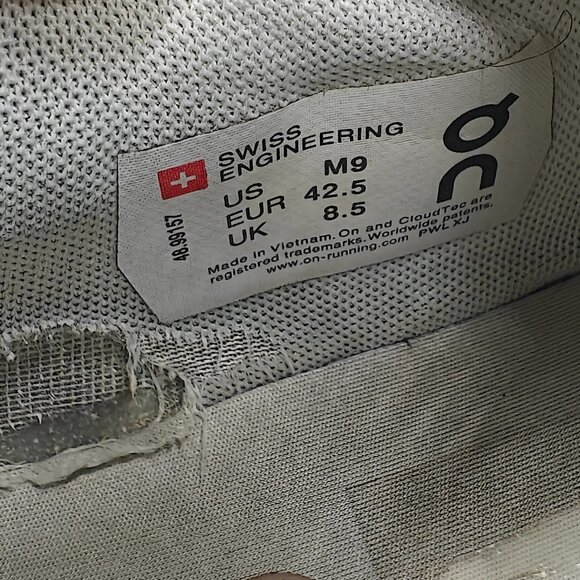 SWISS
ENGINEERING
US M9
EUR 42.5
UK 8.5
Made in Vietnam. On and CloudTec are
registered trademarks. Worldwide patents.
www.on-running.com PWL XJ
48.99157
On